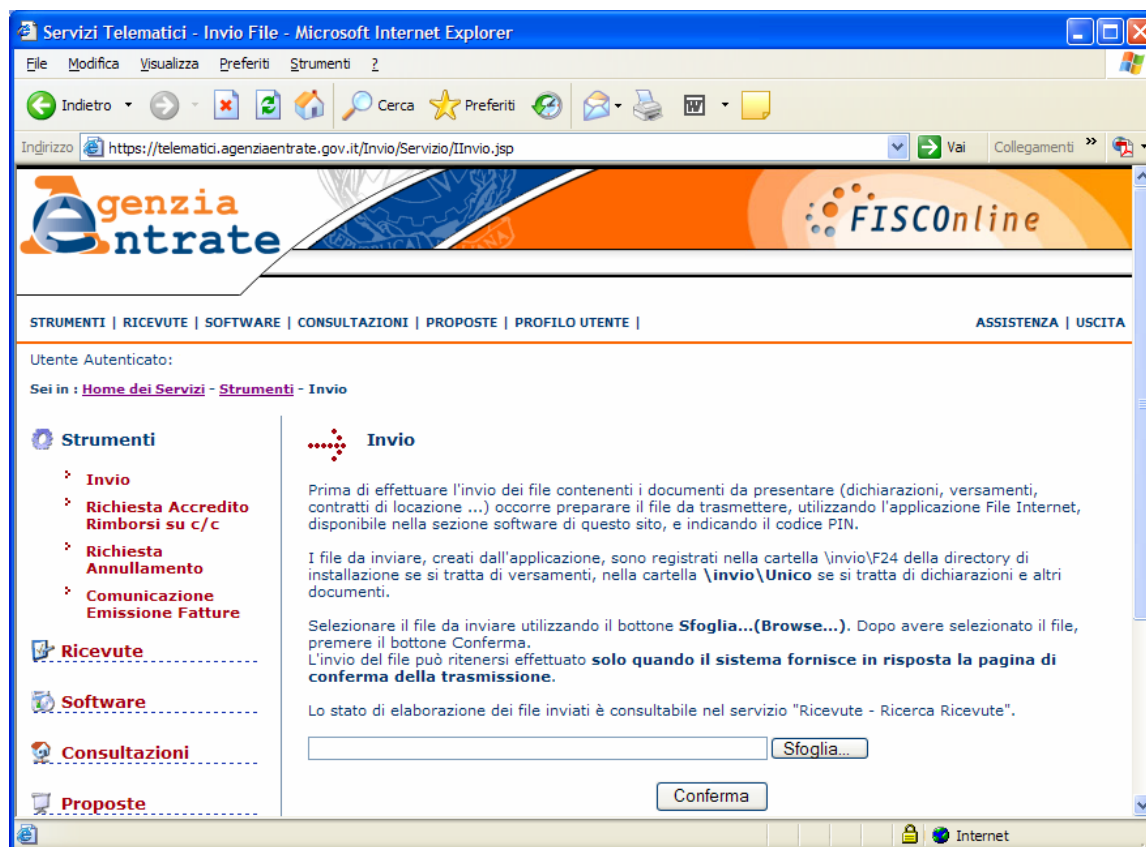 Servizi Telematici - Invio File - Microsoft Internet Explorer
File Modifica Visualizza Preferiti Strumenti ?
Indietro Cerca Preferiti
Indirizzo https://telematici.agenziaentrate.gov.it/Invio/Servizio/IInvio.jsp Vai Collegamenti »
Agenzia
Entrate
FISCOnline
REPUBBLICA ITALIANA
STRUMENTI | RICEVUTE | SOFTWARE | CONSULTAZIONI | PROPOSTE | PROFILO UTENTE | ASSISTENZA | USCITA
Utente Autenticato:
Sei in : Home dei Servizi - Strumenti - Invio
Strumenti
Invio
Richiesta Accredito
Rimborsi su c/c
Richiesta
Annullamento
Comunicazione
Emissione Fatture
Ricevute
Software
Consultazioni
Proposte
Invio
Prima di effettuare l'invio dei file contenenti i documenti da presentare (dichiarazioni, versamenti,
contratti di locazione ...) occorre preparare il file da trasmettere, utilizzando l'applicazione File Internet,
disponibile nella sezione software di questo sito, e indicando il codice PIN.
I file da inviare, creati dall'applicazione, sono registrati nella cartella \invio\F24 della directory di
installazione se si tratta di versamenti, nella cartella \invio\Unico se si tratta di dichiarazioni e altri
documenti.
Selezionare il file da inviare utilizzando il bottone Sfoglia...(Browse...). Dopo avere selezionato il file,
premere il bottone Conferma.
L'invio del file può ritenersi effettuato solo quando il sistema fornisce in risposta la pagina di
conferma della trasmissione.
Lo stato di elaborazione dei file inviati è consultabile nel servizio "Ricevute - Ricerca Ricevute".
Sfoglia...
Conferma
Internet